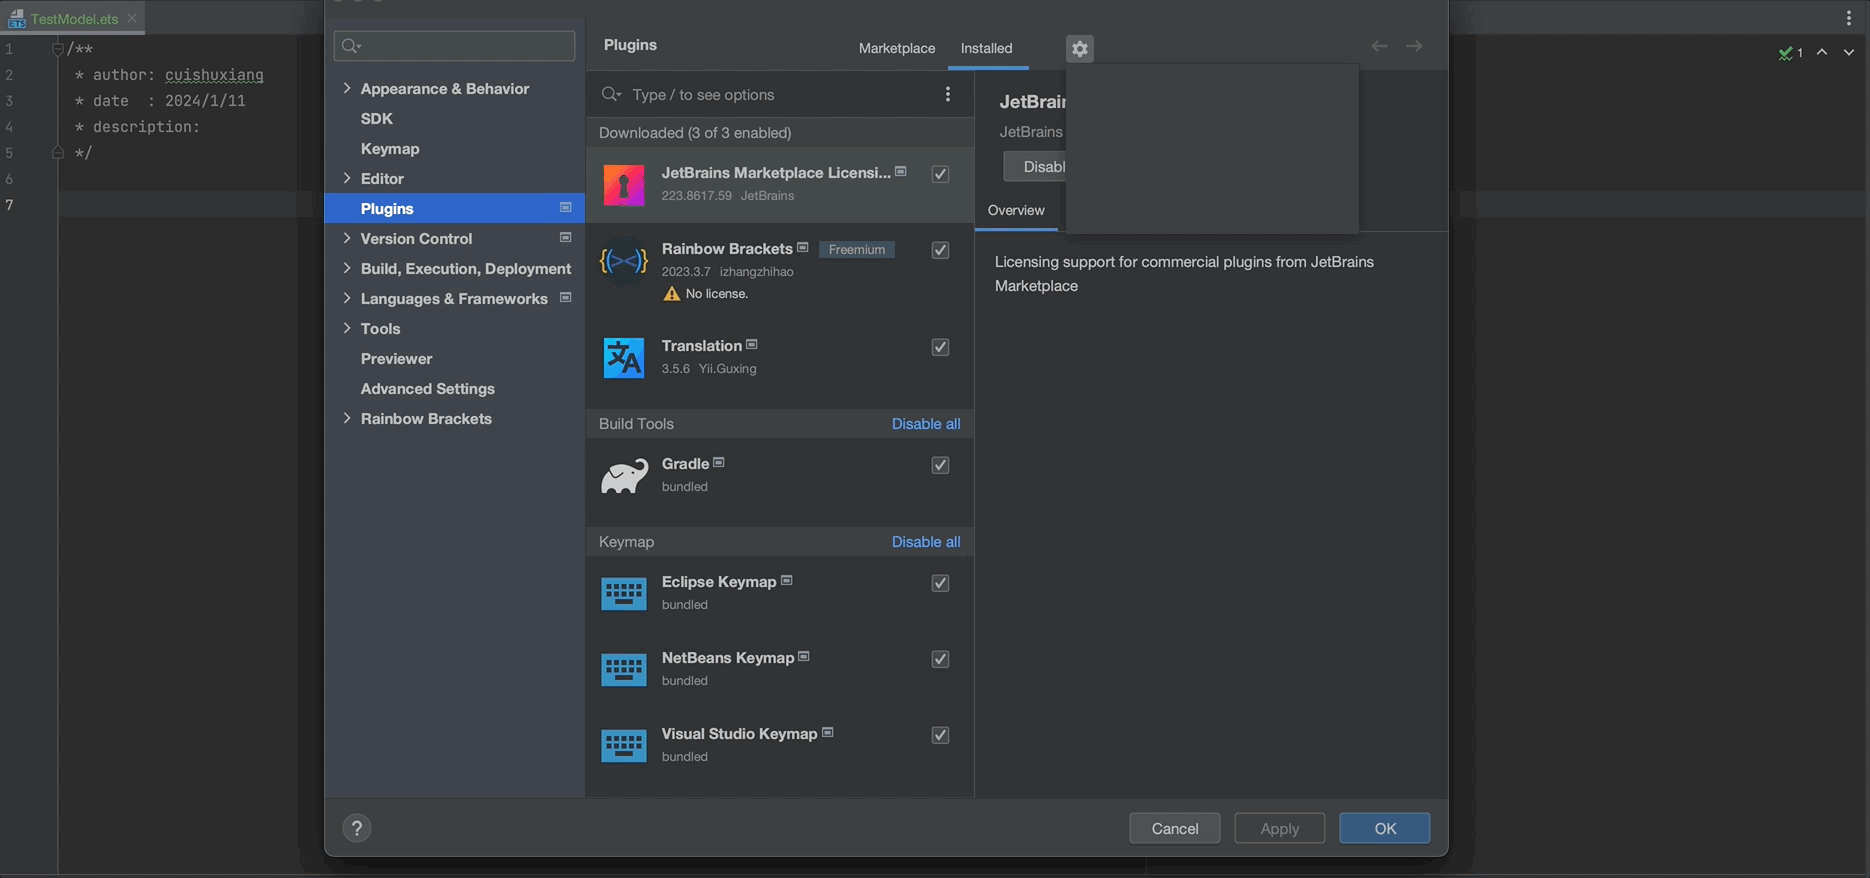 TestModel.ets
1 /**
2 * author: cuishuxiang
3 * date  : 2024/1/11
4 * description:
5 */
6
7
1
Appearance & Behavior
SDK
Keymap
Editor
Plugins
Version Control
Build, Execution, Deployment
Languages & Frameworks
Tools
Previewer
Advanced Settings
Rainbow Brackets
Plugins
Marketplace
Installed
Type / to see options
Downloaded (3 of 3 enabled)
JetBrains Marketplace Licensi...
223.8617.59 JetBrains
Rainbow Brackets Freemium
2023.3.7 izhangzhihao
No license.
Translation
3.5.6 Yii.Guxing
Build Tools Disable all
Gradle
bundled
Keymap Disable all
Eclipse Keymap
bundled
NetBeans Keymap
bundled
Visual Studio Keymap
bundled
JetBrain
JetBrains
Disabl
Overview
Licensing support for commercial plugins from JetBrains
Marketplace
?
Cancel
Apply
OK